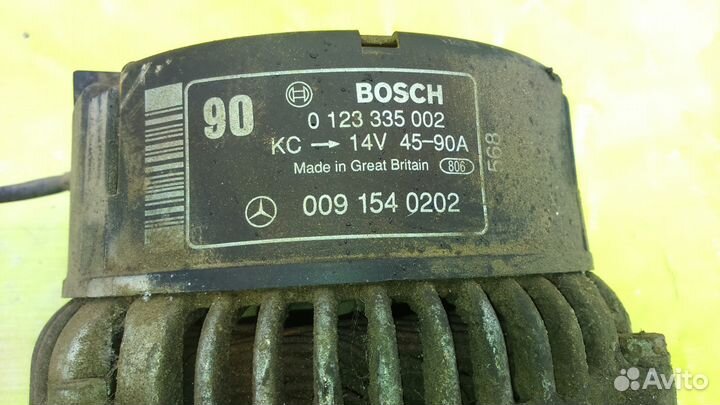 90
BOSCH
0 123 335 002
KC → 14V 45-90A
Made in Great Britain 806
568
009 154 0202
Avito